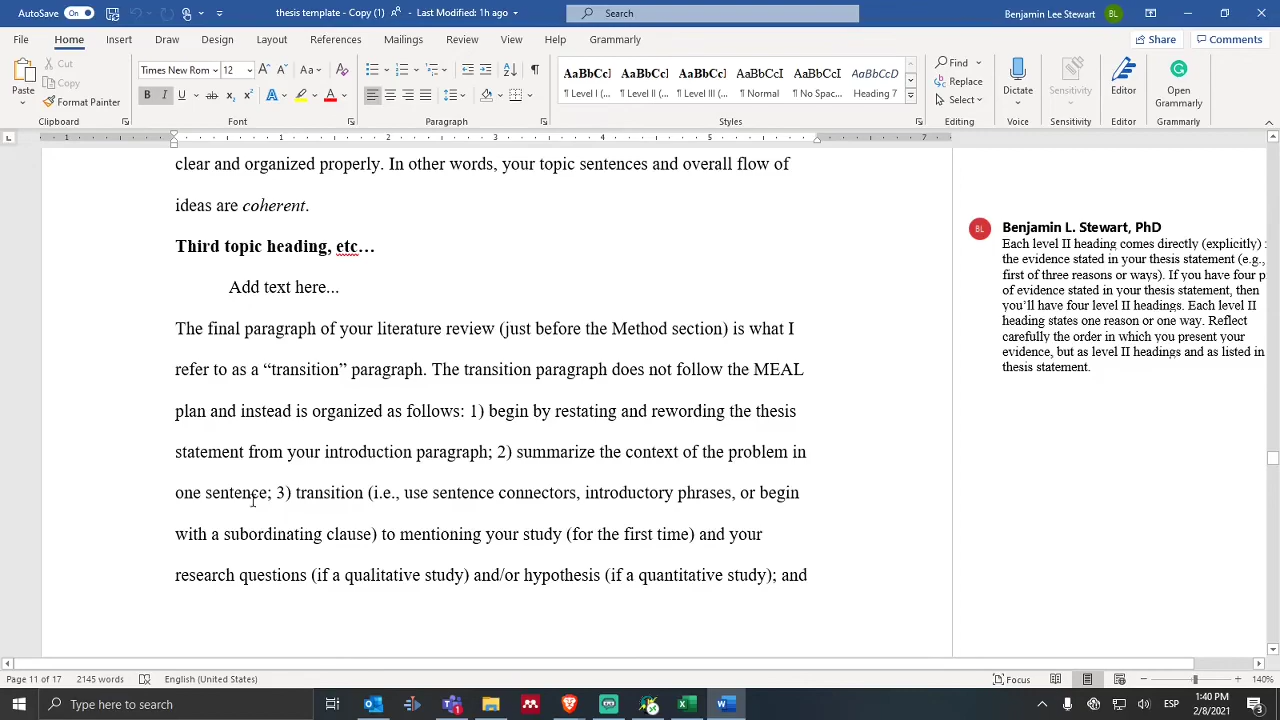 AutoSave On thesis template - Copy (1) • Last Modified: 1h ago Search Benjamin Lee Stewart BL
File Home Insert Draw Design Layout References Mailings Review View Help Grammarly Share Comments
Paste Cut Copy Format Painter Clipboard
Times New Rom 12 Font
Paragraph
AaBbCcI AaBbCcI AaBbCcI AaBbCcI AaBbCcI AaBbCcD
¶ Level I (... ¶ Level II (... ¶ Level III (... ¶ Normal ¶ No Spac... Heading 7
Styles
Find Replace Select Editing
Dictate Voice
Sensitivity Sensitivity
Editor Editor
Open Grammarly Grammarly
1 1 2 3 4 5
clear and organized properly. In other words, your topic sentences and overall flow of
ideas are coherent.
Third topic heading, etc…
Add text here...
The final paragraph of your literature review (just before the Method section) is what I
refer to as a “transition” paragraph. The transition paragraph does not follow the MEAL
plan and instead is organized as follows: 1) begin by restating and rewording the thesis
statement from your introduction paragraph; 2) summarize the context of the problem in
one sentence; 3) transition (i.e., use sentence connectors, introductory phrases, or begin
with a subordinating clause) to mentioning your study (for the first time) and your
research questions (if a qualitative study) and/or hypothesis (if a quantitative study); and
BL Benjamin L. Stewart, PhD
Each level II heading comes directly (explicitly)
the evidence stated in your thesis statement (e.g.,
first of three reasons or ways). If you have four p
of evidence stated in your thesis statement, then
you’ll have four level II headings. Each level II
heading states one reason or one way. Reflect
carefully the order in which you present your
evidence, but as level II headings and as listed in
thesis statement.
Page 11 of 17 2145 words English (United States) Focus 140%
Type here to search ESP 1:40 PM
2/8/2021